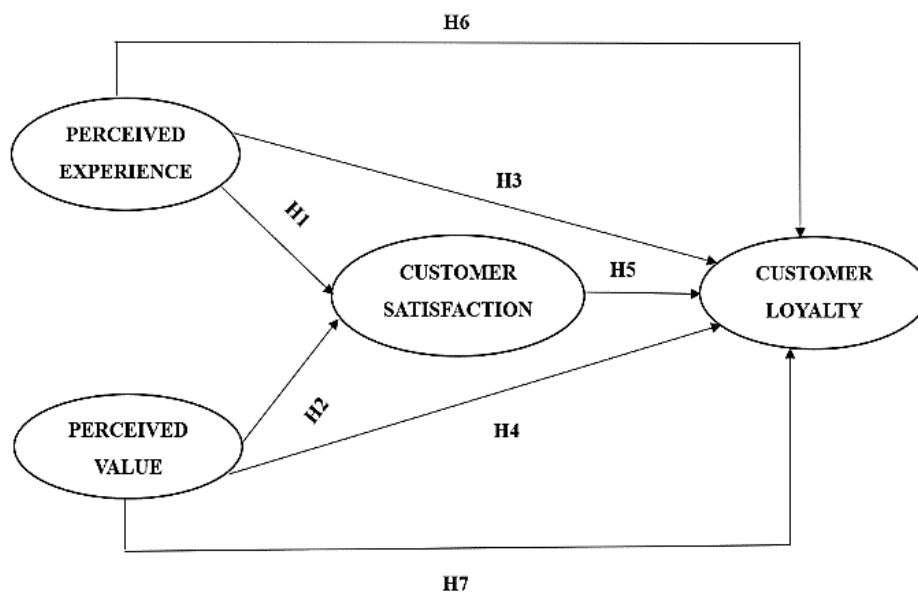 H6
PERCEIVED
EXPERIENCE
H3
H1
CUSTOMER
SATISFACTION
H5
CUSTOMER
LOYALTY
H2
PERCEIVED
VALUE
H4
H7